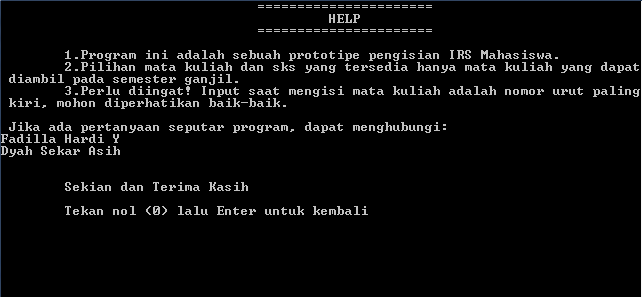 ======================
HELP
======================
1.Program ini adalah sebuah prototipe pengisian IRS Mahasiswa.
2.Pilihan mata kuliah dan sks yang tersedia hanya mata kuliah yang dapat
diambil pada semester ganjil.
3.Perlu diingat! Input saat mengisi mata kuliah adalah nomor urut paling
kiri, mohon diperhatikan baik-baik.
Jika ada pertanyaan seputar program, dapat menghubungi:
Fadilla Hardi Y
Dyah Sekar Asih
Sekian dan Terima Kasih
Tekan nol (0) lalu Enter untuk kembali